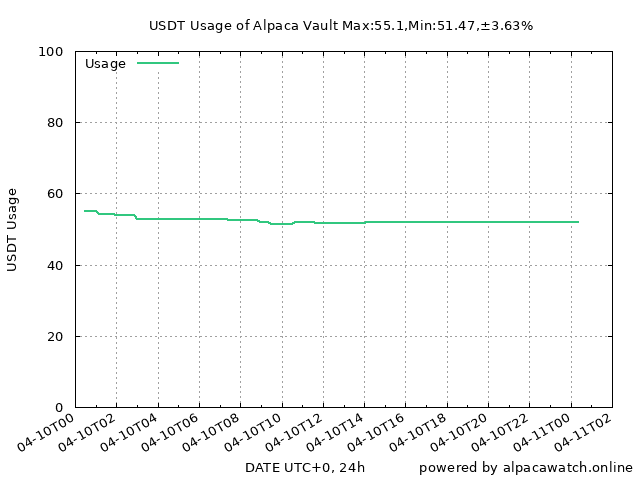 USDT Usage of Alpaca Vault Max:55.1,Min:51.47,±3.63%
Usage
100
80
60
40
20
0
USDT Usage
04-10T00
04-10T02
04-10T04
04-10T06
04-10T08
04-10T10
04-10T12
04-10T14
04-10T16
04-10T18
04-10T20
04-10T22
04-11T00
04-11T02
DATE UTC+0, 24h
powered by alpacawatch.online